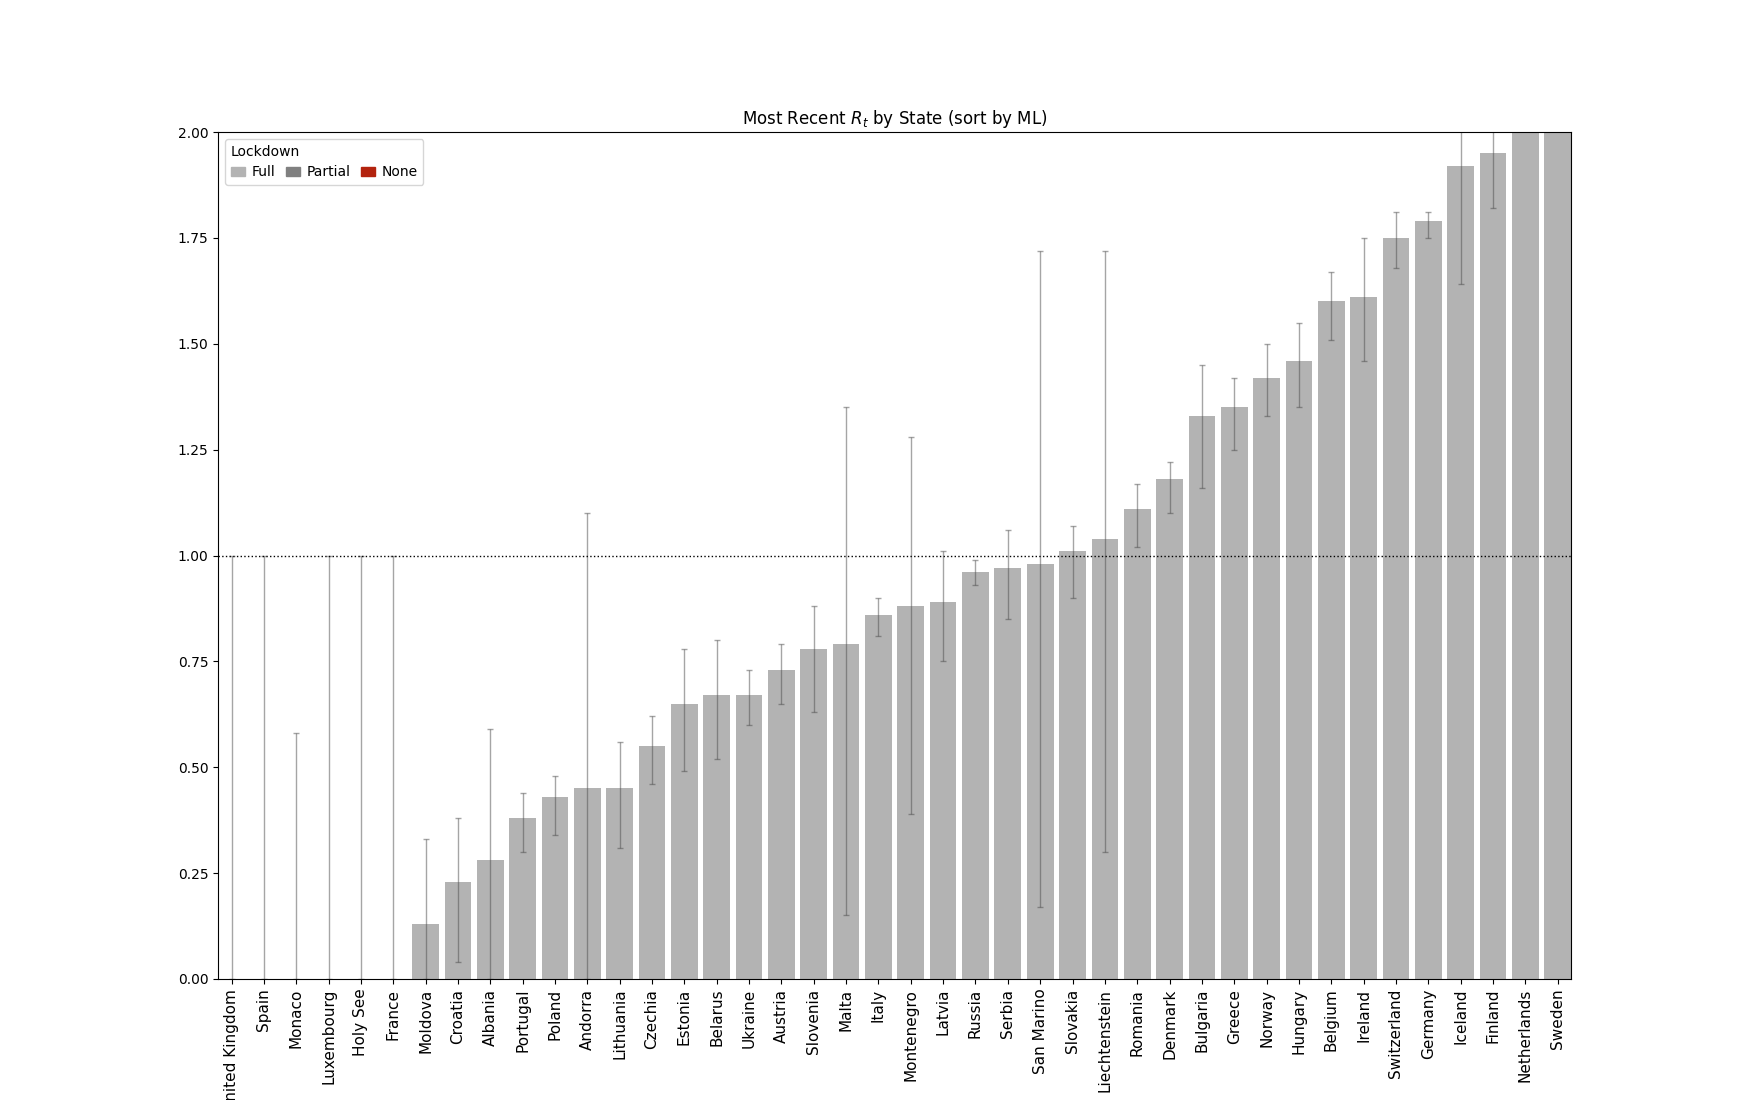 Most Recent R_t by State (sort by ML)
2.00
Lockdown
Full Partial None
1.75
1.50
1.25
1.00
0.75
0.50
0.25
0.00
nited Kingdom
Spain
Monaco
Luxembourg
Holy See
France
Moldova
Croatia
Albania
Portugal
Poland
Andorra
Lithuania
Czechia
Estonia
Belarus
Ukraine
Austria
Slovenia
Malta
Italy
Montenegro
Latvia
Russia
Serbia
San Marino
Slovakia
Liechtenstein
Romania
Denmark
Bulgaria
Greece
Norway
Hungary
Belgium
Ireland
Switzerland
Germany
Iceland
Finland
Netherlands
Sweden